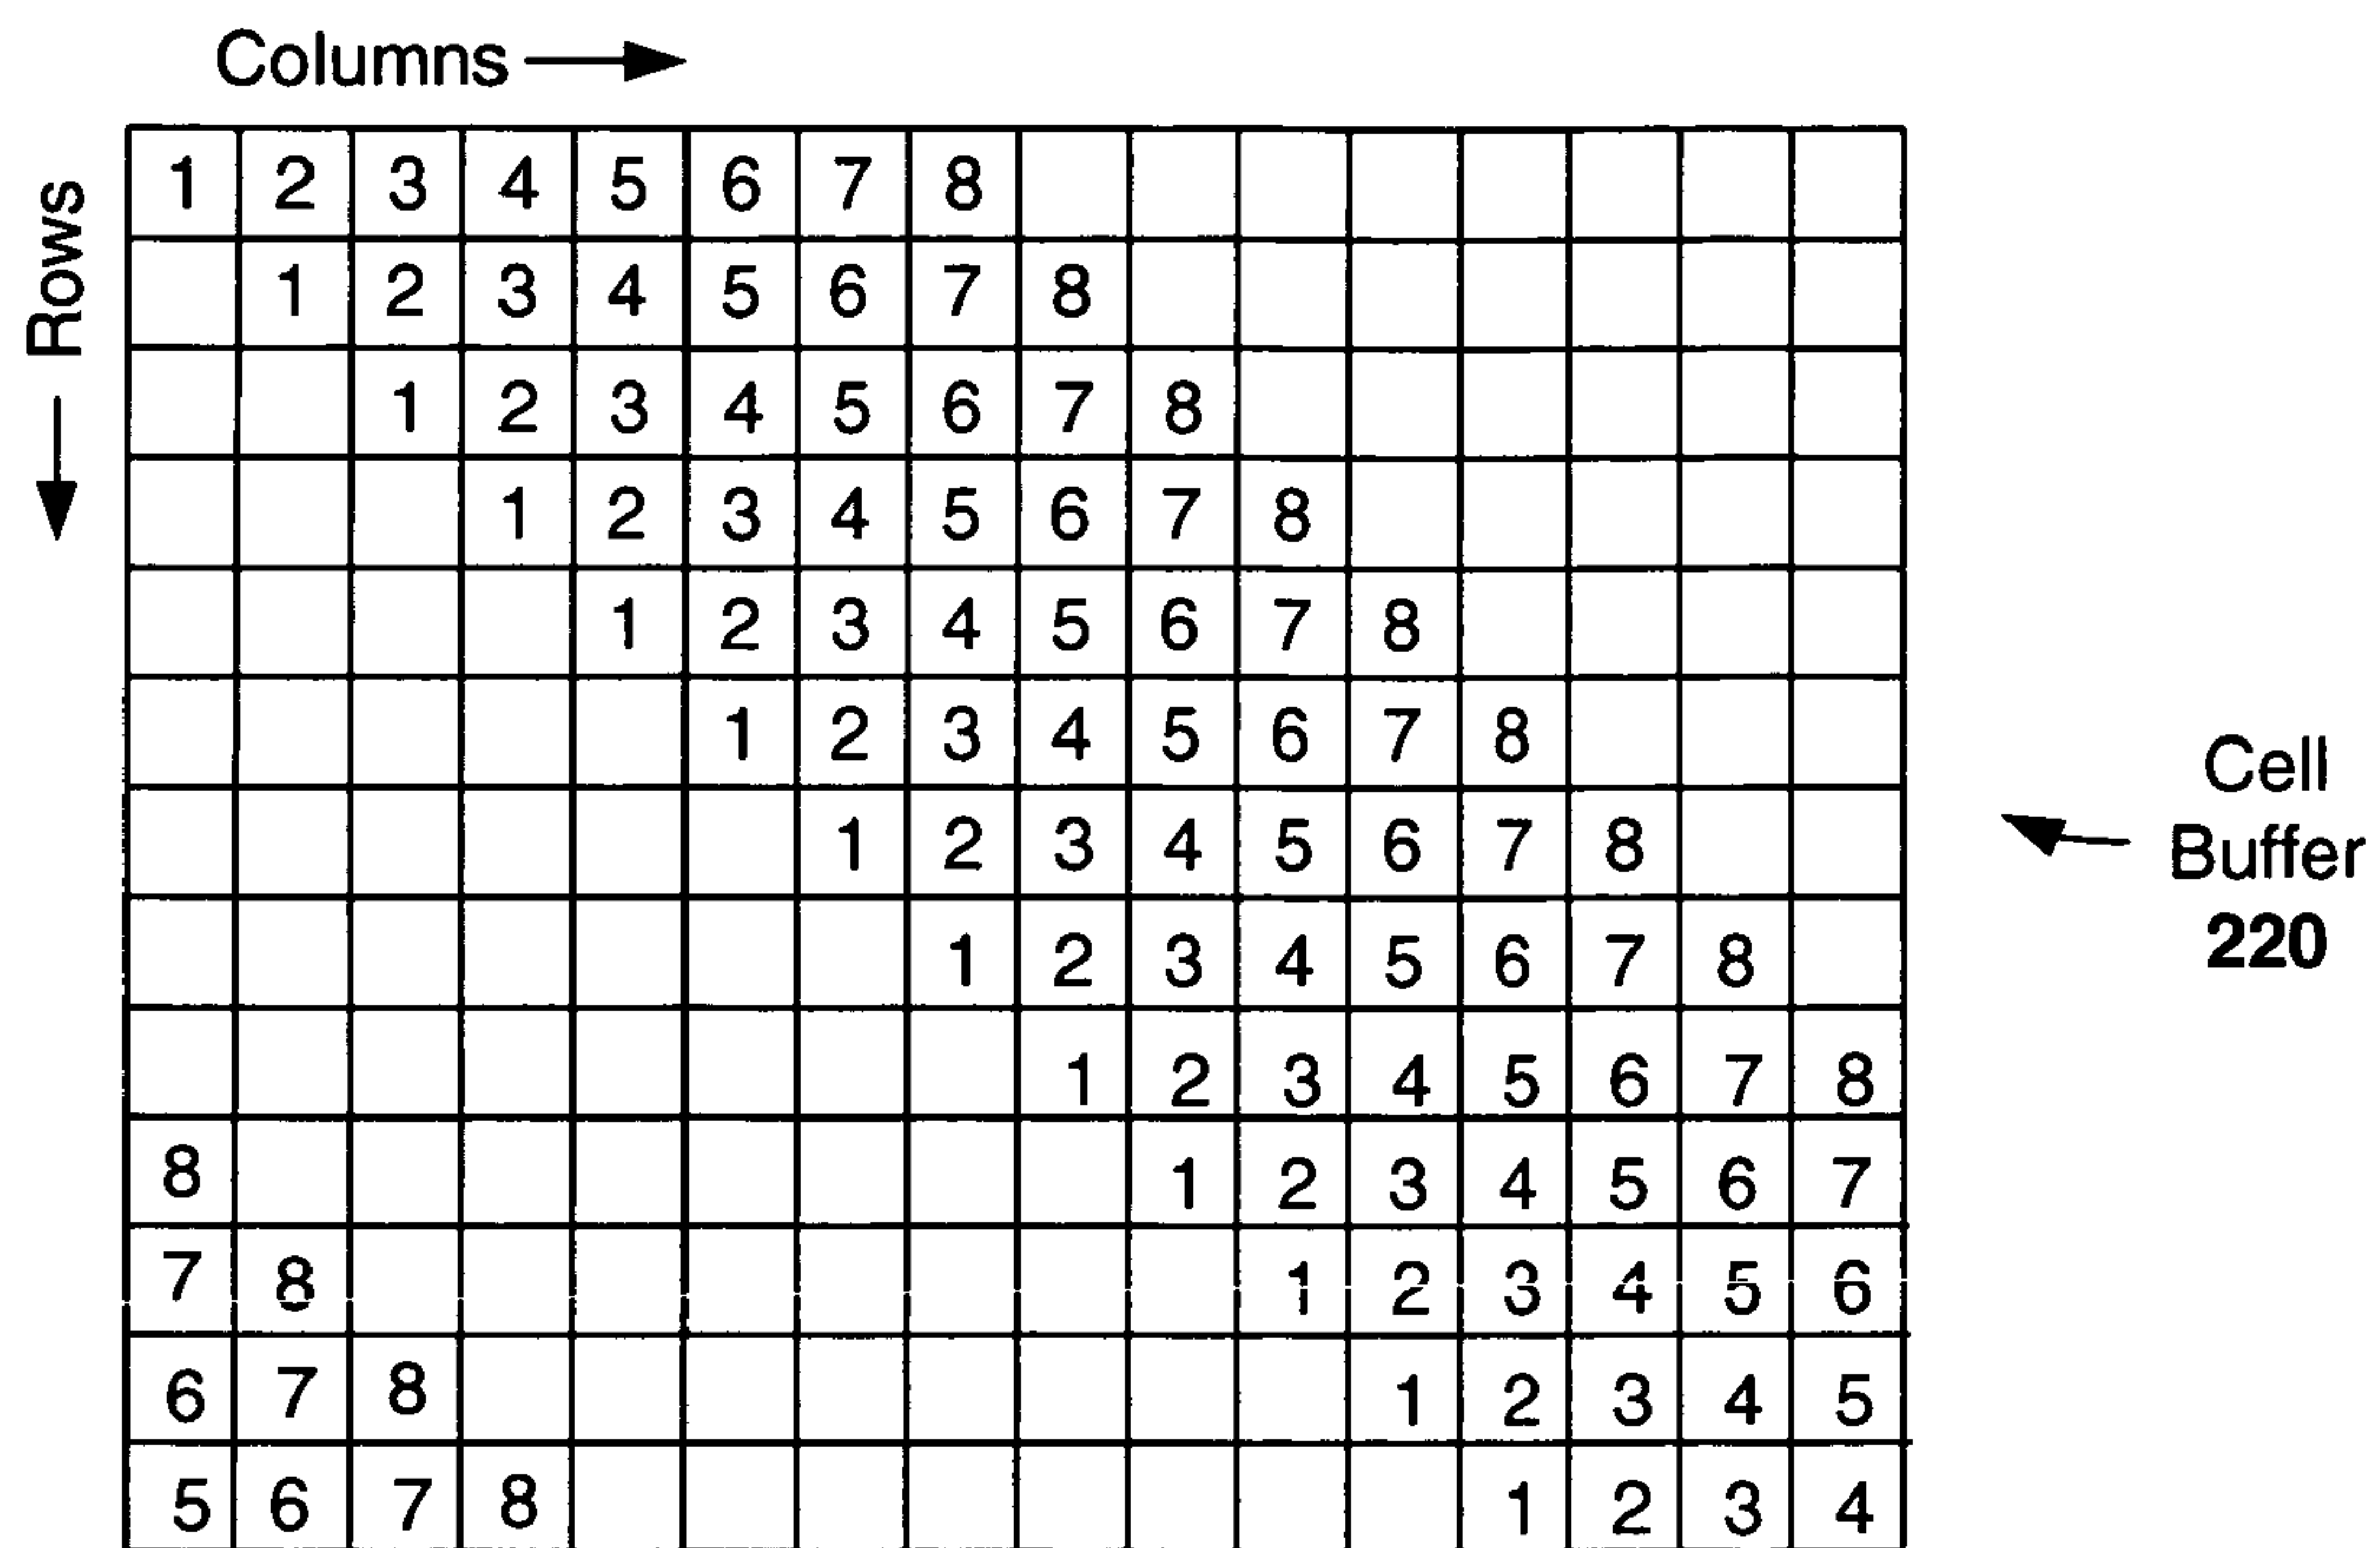 Columns
Rows
1 2 3 4 5 6 7 8
1 2 3 4 5 6 7 8
1 2 3 4 5 6 7 8
1 2 3 4 5 6 7 8
1 2 3 4 5 6 7 8
1 2 3 4 5 6 7 8
1 2 3 4 5 6 7 8
1 2 3 4 5 6 7 8
1 2 3 4 5 6 7 8
8 1 2 3 4 5 6 7
7 8 1 2 3 4 5 6
6 7 8 1 2 3 4 5
5 6 7 8 1 2 3 4
Cell
Buffer
220